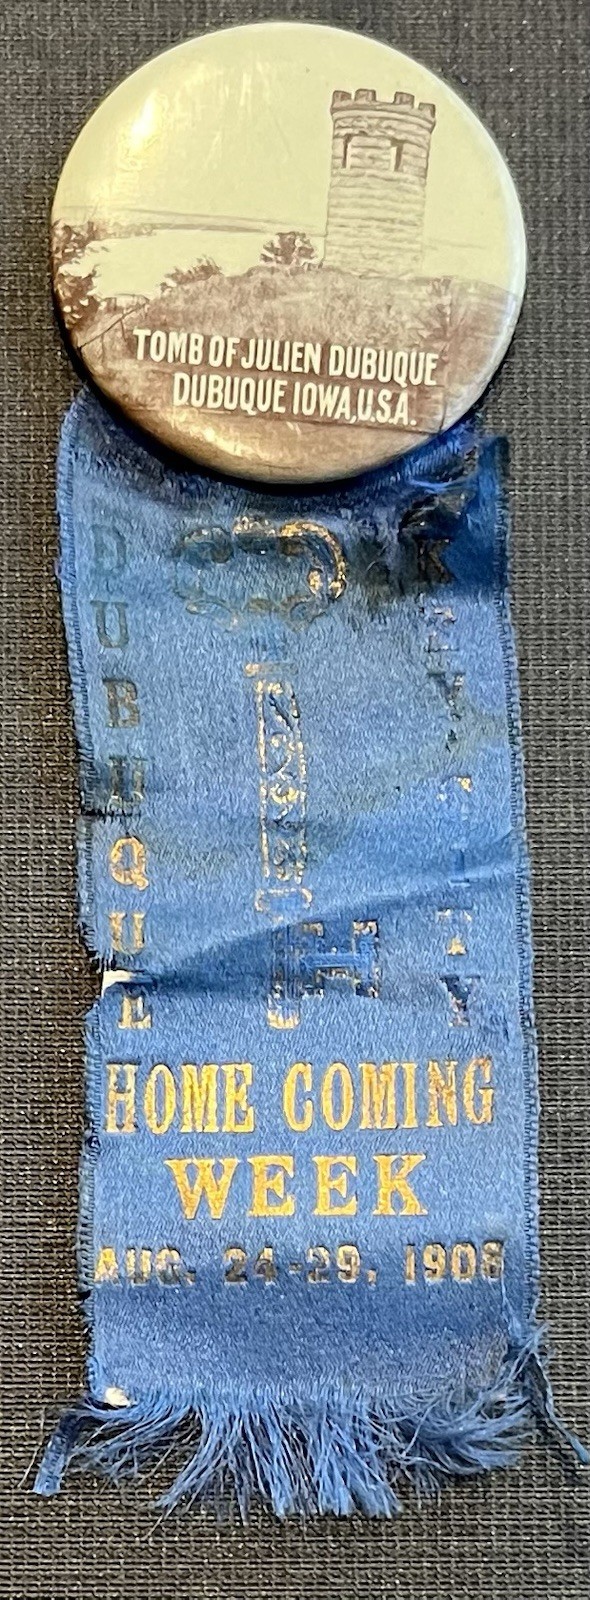 TOMB OF JULIEN DUBUQUE
DUBUQUE IOWA, U.S.A.
DUBUQUE
KEY CITY
HOME COMING
WEEK
AUG. 24-29, 1908